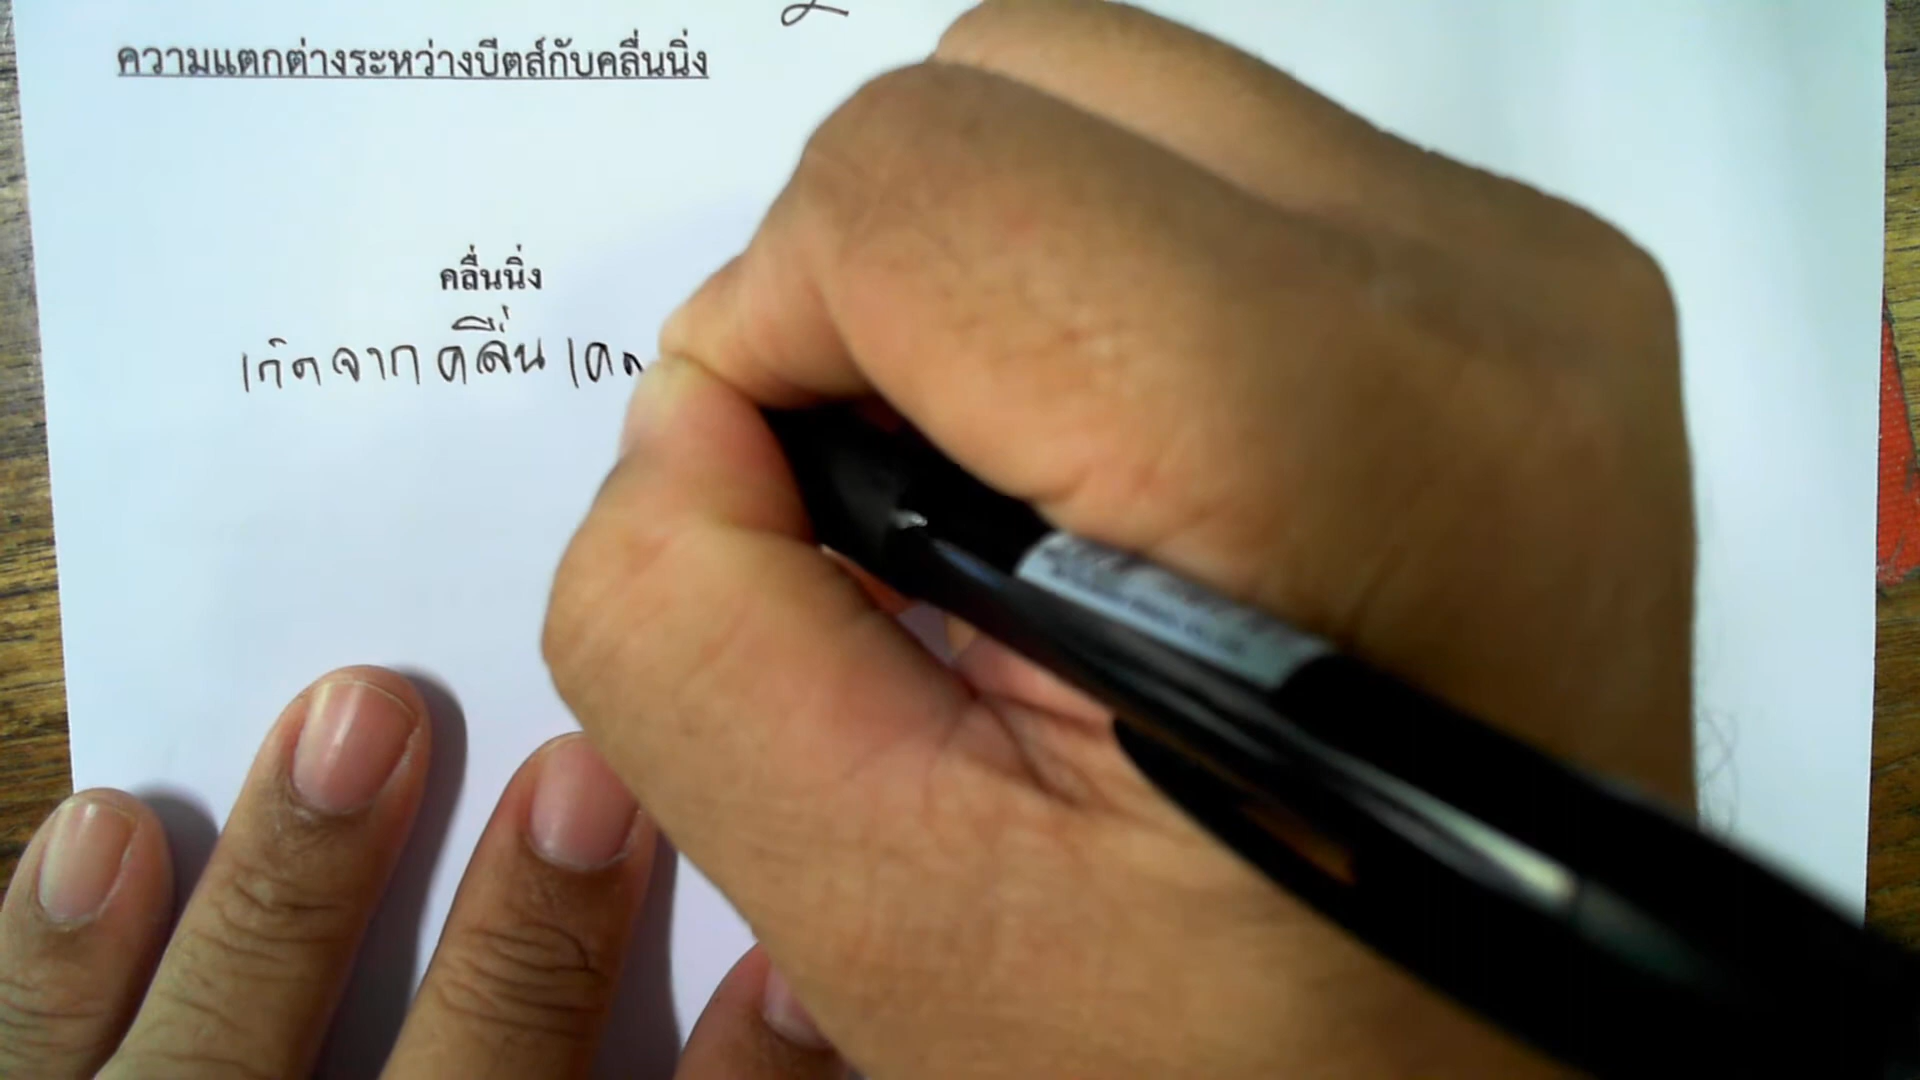 ความแตกต่างระหว่างบีตส์กับคลื่นนิ่ง
คลื่นนิ่ง
เกิดจากคลื่น